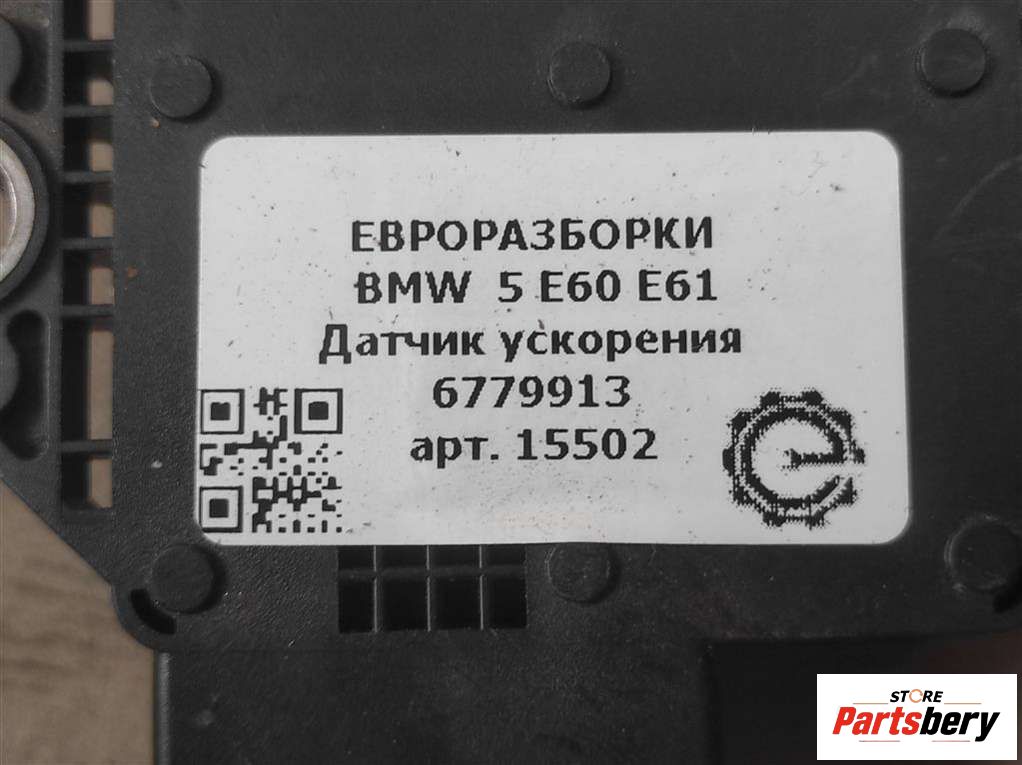 ЕВРОРАЗБОРКИ
BMW 5 E60 E61
Датчик ускорения
6779913
арт. 15502
STORE
Partsbery